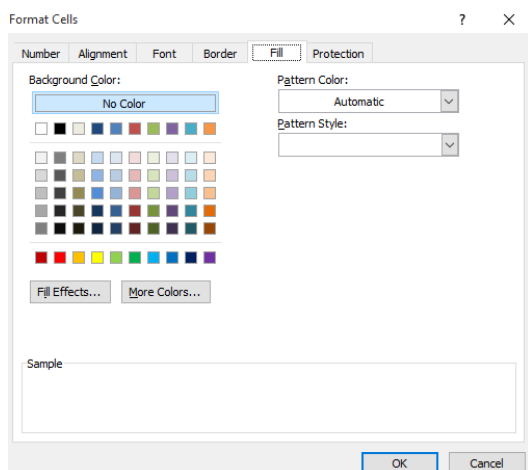 Format Cells
? X
Number Alignment Font Border Fill Protection
Background Color:
No Color
Pattern Color:
Automatic
Pattern Style:
Fill Effects...
More Colors...
Sample
OK
Cancel